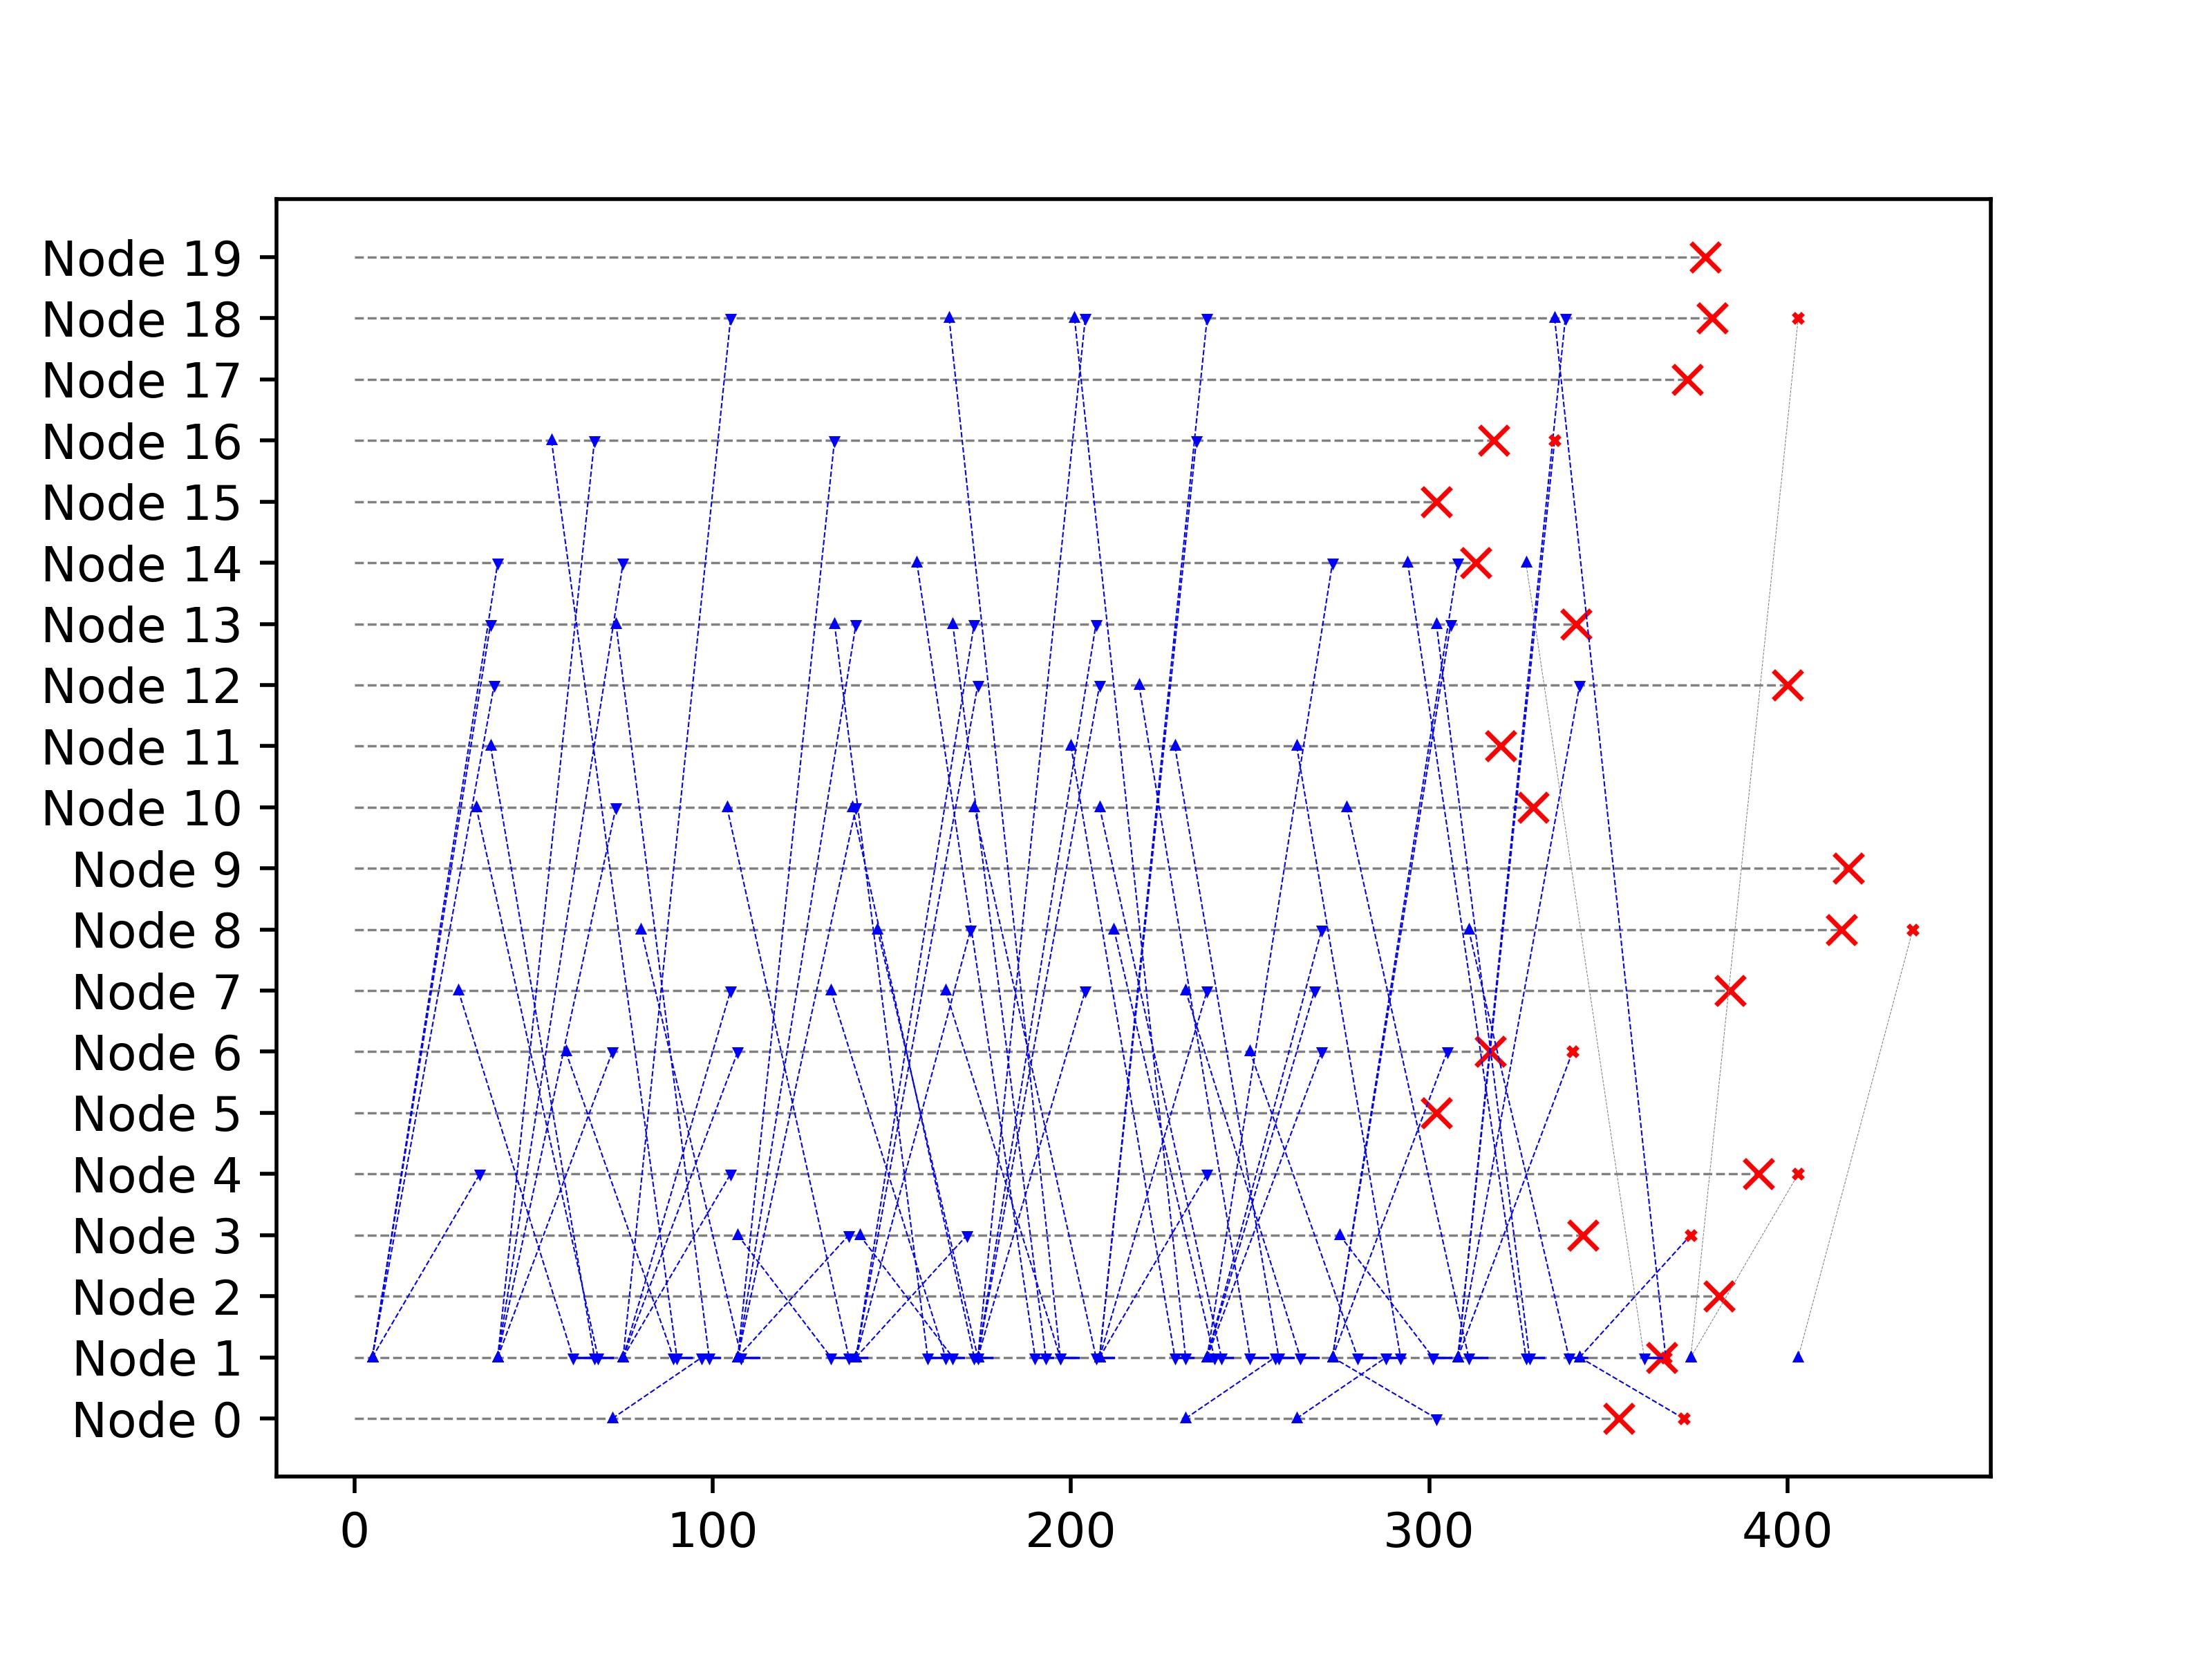 Node 19
Node 18
Node 17
Node 16
Node 15
Node 14
Node 13
Node 12
Node 11
Node 10
Node 9
Node 8
Node 7
Node 6
Node 5
Node 4
Node 3
Node 2
Node 1
Node 0
0 100 200 300 400